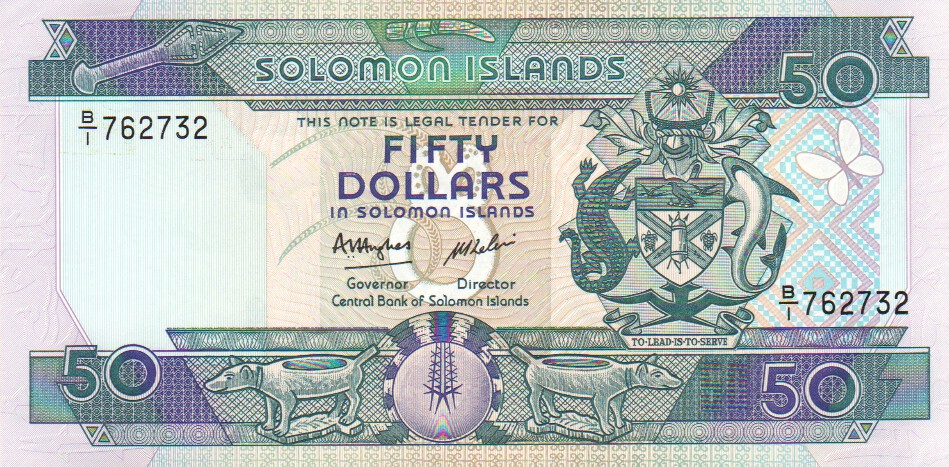 SOLOMON ISLANDS
50
B/1 762732
THIS NOTE IS LEGAL TENDER FOR
FIFTY
DOLLARS
IN SOLOMON ISLANDS
Governor Director
Central Bank of Solomon Islands
B/1 762732
TO·LEAD·IS·TO·SERVE
50
50